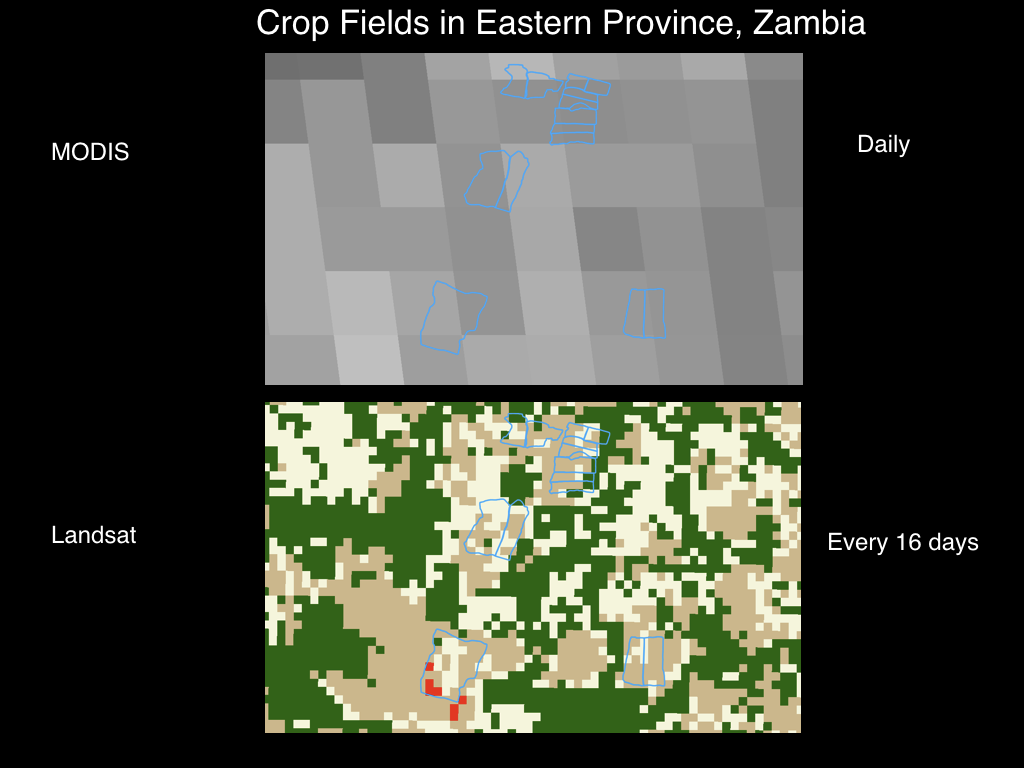 Crop Fields in Eastern Province, Zambia
MODIS
Daily
Landsat
Every 16 days